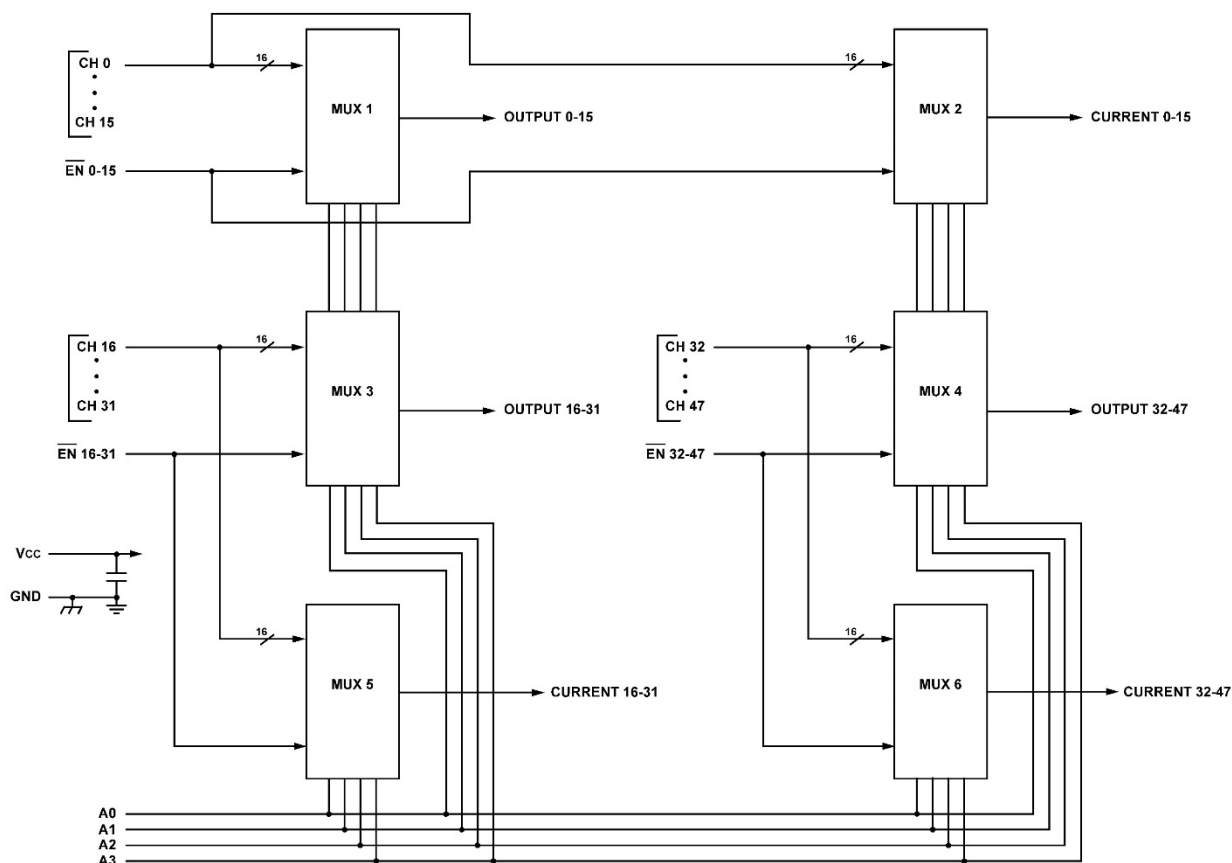 CH 0
16
MUX 1
16
MUX 2
CH 15
OUTPUT 0-15
CURRENT 0-15
EN 0-15
CH 16
16
MUX 3
CH 32
16
MUX 4
CH 31
OUTPUT 16-31
CH 47
OUTPUT 32-47
EN 16-31
EN 32-47
VCC
GND
16
MUX 5
16
MUX 6
CURRENT 16-31
CURRENT 32-47
A0
A1
A2
A3